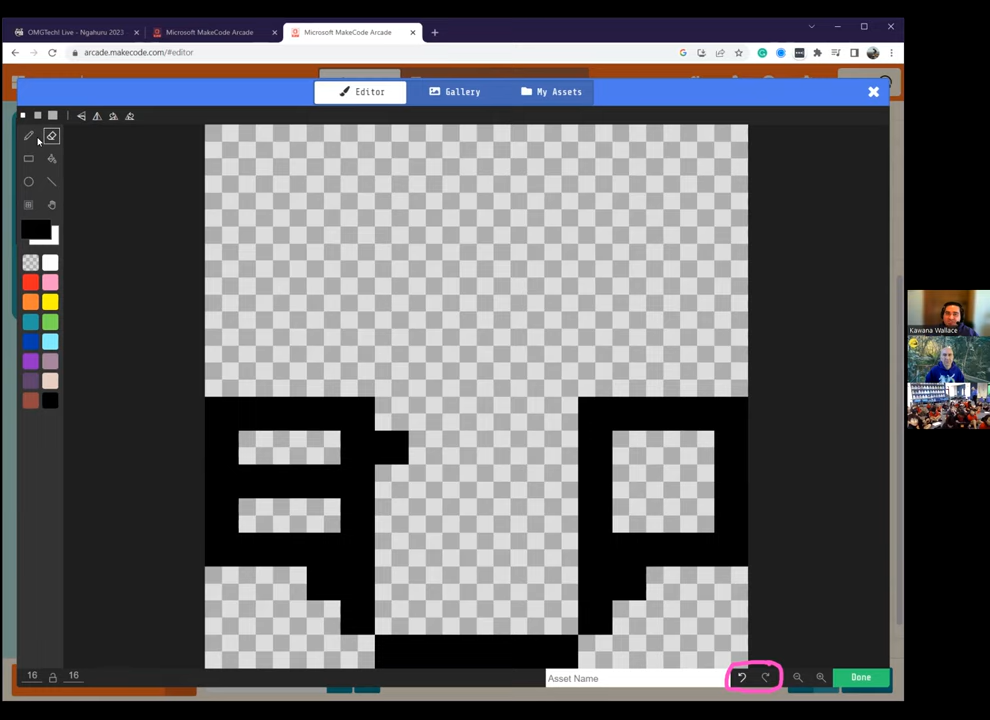 OMGTech! Live - Ngahuru 2023
Microsoft MakeCode Arcade
Microsoft MakeCode Arcade
arcade.makecode.com/#editor
Editor
Gallery
My Assets
Kawana Wallace
16
16
Asset Name
Done